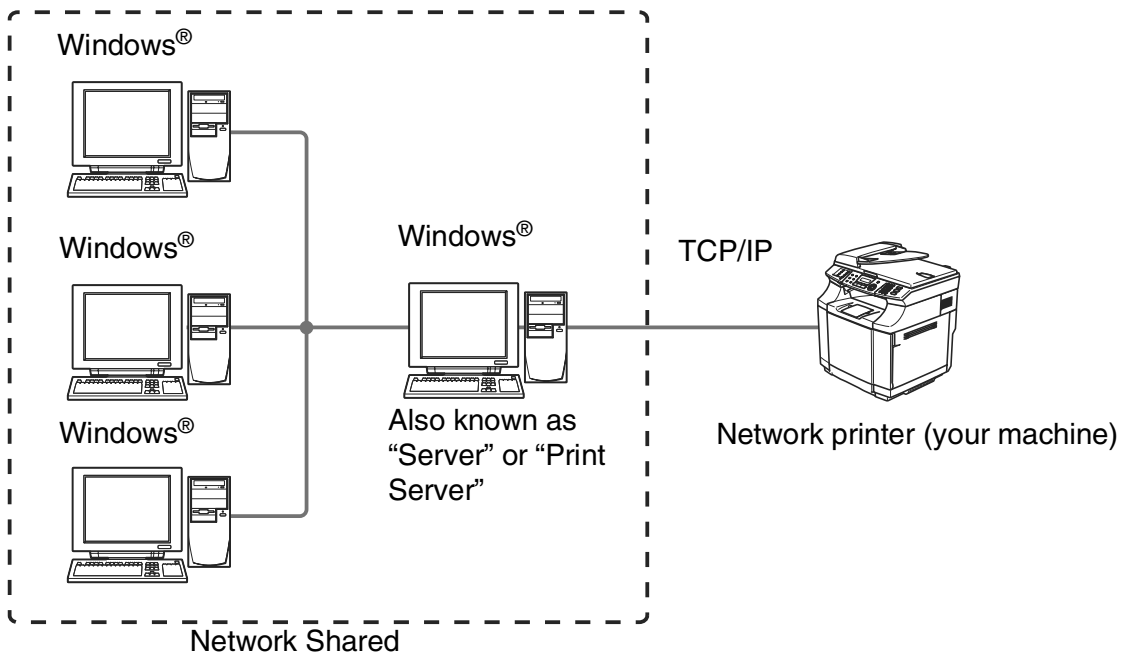 Windows®
Windows®
Windows®
Windows®
Also known as
“Server” or “Print
Server”
TCP/IP
Network printer (your machine)
Network Shared